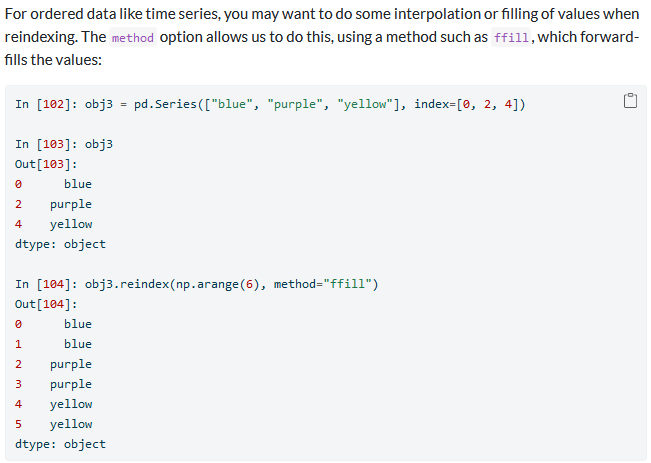 For ordered data like time series, you may want to do some interpolation or filling of values when
reindexing. The method option allows us to do this, using a method such as ffill, which forward-
fills the values:
In [102]: obj3 = pd.Series(["blue", "purple", "yellow"], index=[0, 2, 4])
In [103]: obj3
Out[103]:
0      blue
2    purple
4    yellow
dtype: object
In [104]: obj3.reindex(np.arange(6), method="ffill")
Out[104]:
0      blue
1      blue
2    purple
3    purple
4    yellow
5    yellow
dtype: object